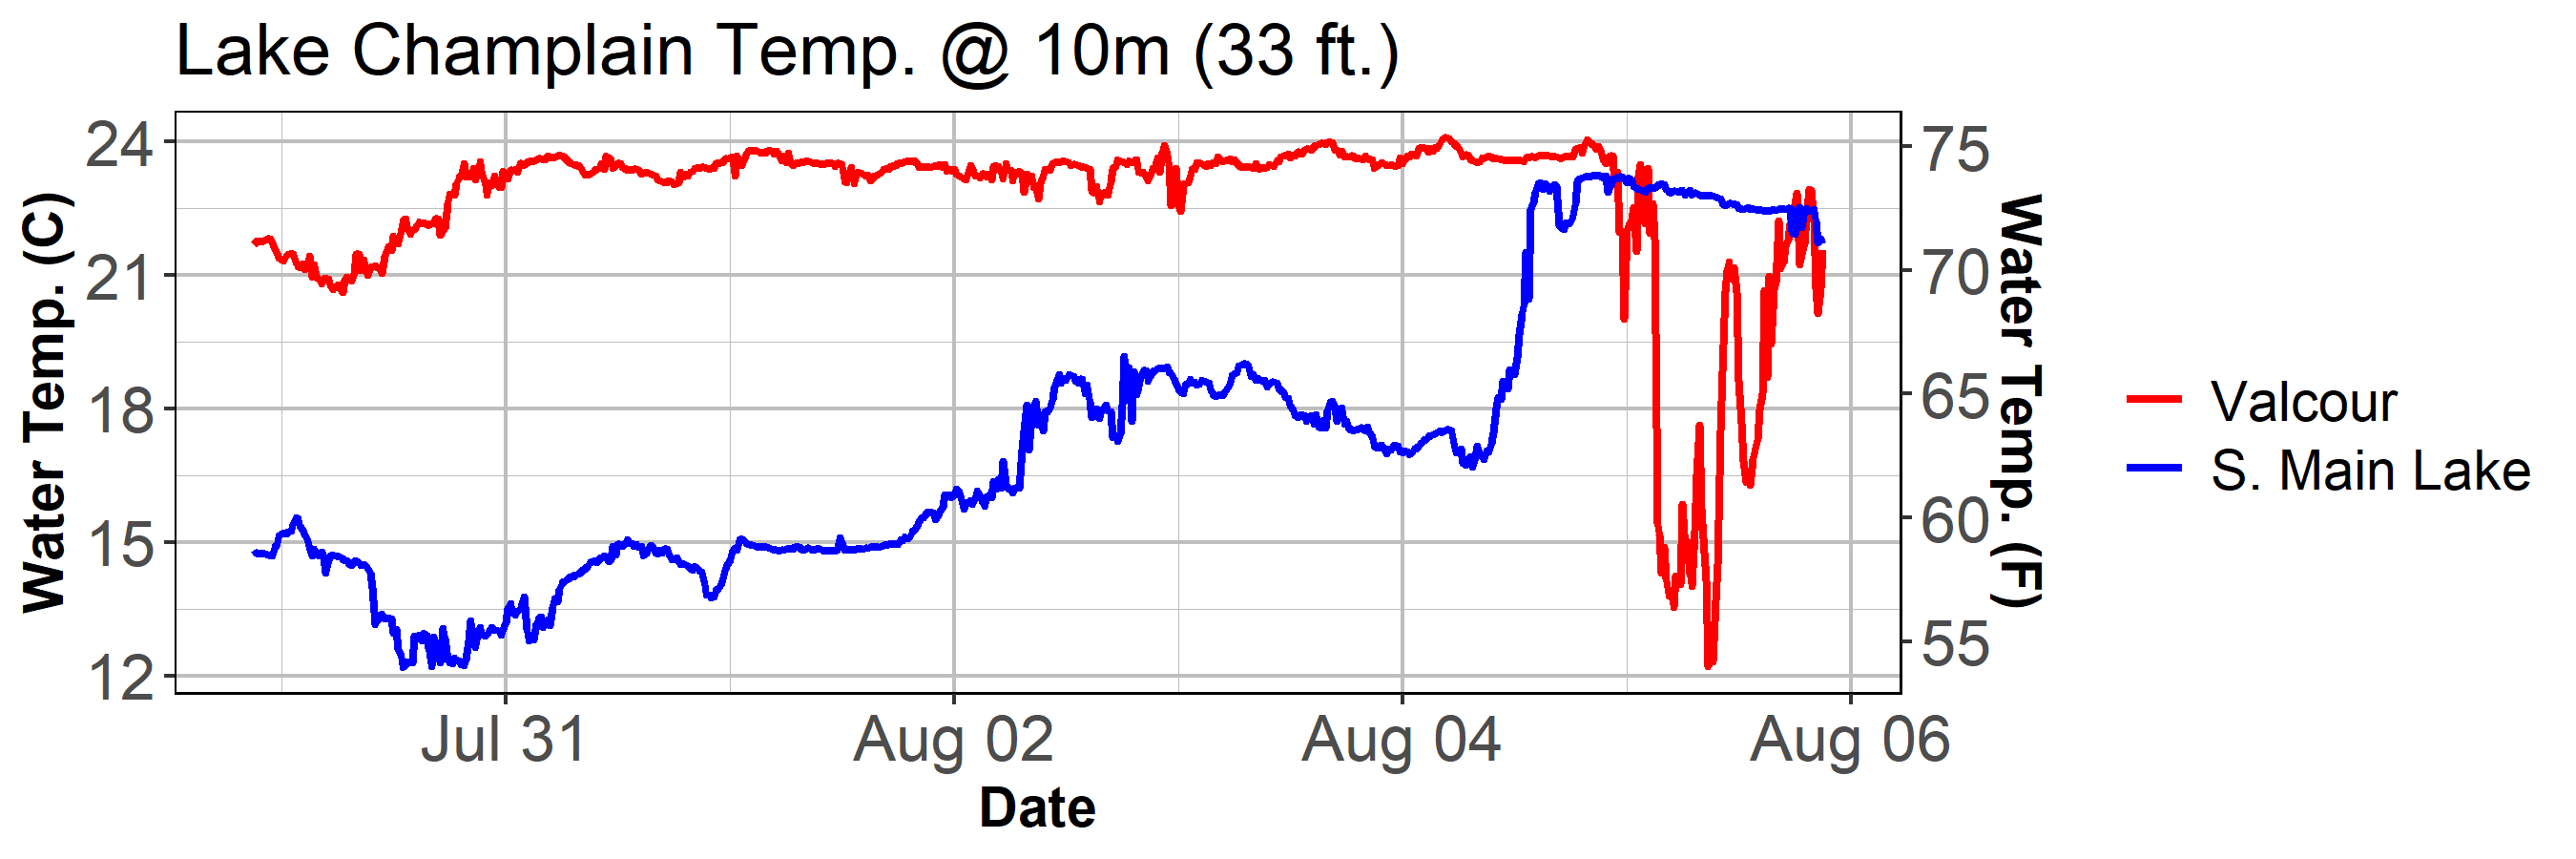 Lake Champlain Temp. @ 10m (33 ft.)
Water Temp. (C)
24
21
18
15
12
75
70
65
60
55
Water Temp. (F)
Jul 31
Aug 02
Aug 04
Aug 06
Date
Valcour
S. Main Lake